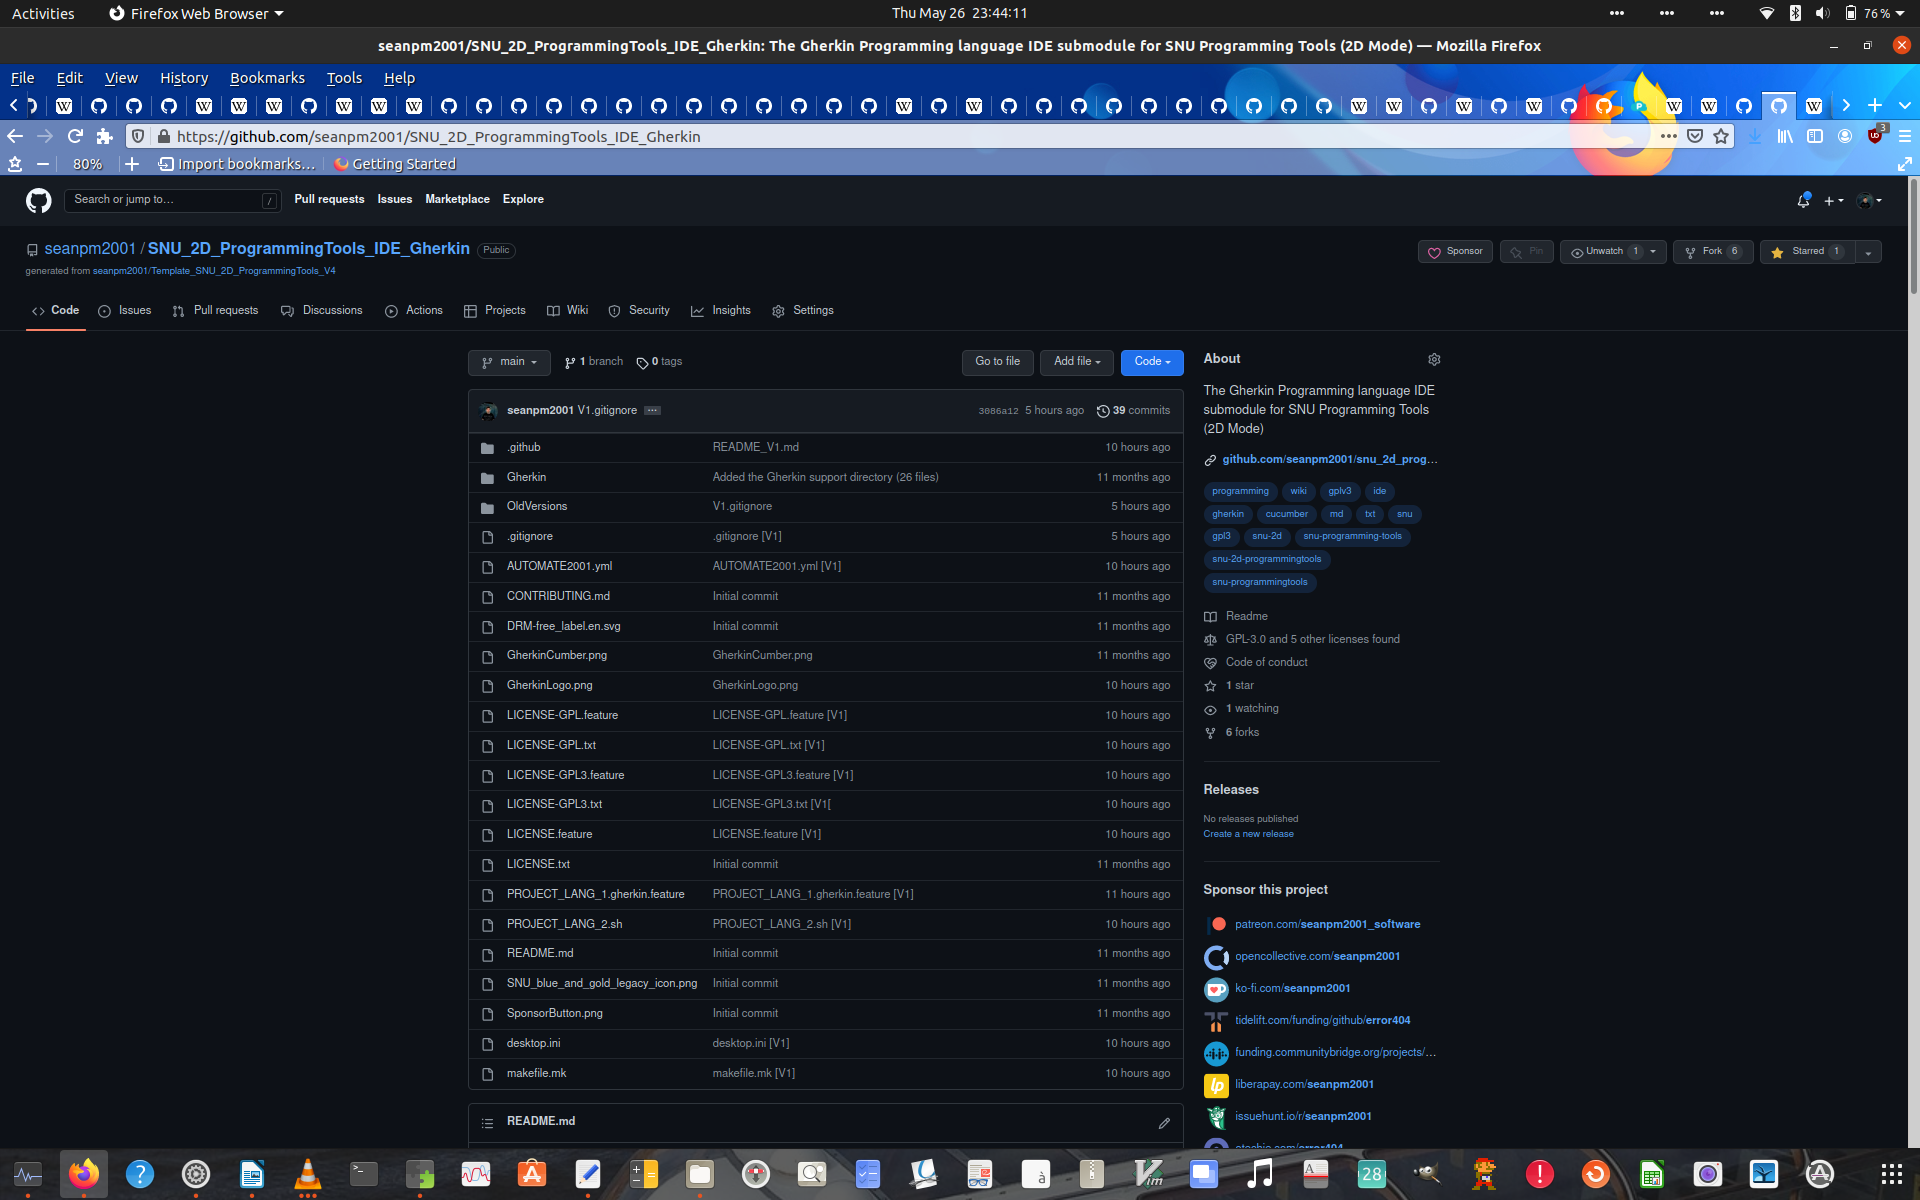 Activities
Firefox Web Browser
Thu May 26  23:44:11
76 %
seanpm2001/SNU_2D_ProgrammingTools_IDE_Gherkin: The Gherkin Programming language IDE submodule for SNU Programming Tools (2D Mode) — Mozilla Firefox
File Edit View History Bookmarks Tools Help
https://github.com/seanpm2001/SNU_2D_ProgrammingTools_IDE_Gherkin
3
80%
Import bookmarks...
Getting Started
Search or jump to...
/
Pull requests Issues Marketplace Explore
seanpm2001 / SNU_2D_ProgrammingTools_IDE_Gherkin Public
generated from seanpm2001/Template_SNU_2D_ProgrammingTools_V4
Sponsor
Pin
Unwatch 1
Fork 6
Starred 1
Code Issues Pull requests Discussions Actions Projects Wiki Security Insights Settings
main
1 branch
0 tags
Go to file
Add file
Code
seanpm2001 V1.gitignore ... 3086a12 5 hours ago 39 commits
.github README_V1.md 10 hours ago
Gherkin Added the Gherkin support directory (26 files) 11 months ago
OldVersions V1.gitignore 5 hours ago
.gitignore .gitignore [V1] 5 hours ago
AUTOMATE2001.yml AUTOMATE2001.yml [V1] 10 hours ago
CONTRIBUTING.md Initial commit 11 months ago
DRM-free_label.en.svg Initial commit 11 months ago
GherkinCumber.png GherkinCumber.png 11 months ago
GherkinLogo.png GherkinLogo.png 10 hours ago
LICENSE-GPL.feature LICENSE-GPL.feature [V1] 10 hours ago
LICENSE-GPL.txt LICENSE-GPL.txt [V1] 10 hours ago
LICENSE-GPL3.feature LICENSE-GPL3.feature [V1] 10 hours ago
LICENSE-GPL3.txt LICENSE-GPL3.txt [V1[ 10 hours ago
LICENSE.feature LICENSE.feature [V1] 10 hours ago
LICENSE.txt Initial commit 11 months ago
PROJECT_LANG_1.gherkin.feature PROJECT_LANG_1.gherkin.feature [V1] 11 hours ago
PROJECT_LANG_2.sh PROJECT_LANG_2.sh [V1] 10 hours ago
README.md Initial commit 11 months ago
SNU_blue_and_gold_legacy_icon.png Initial commit 11 months ago
SponsorButton.png Initial commit 11 months ago
desktop.ini desktop.ini [V1] 10 hours ago
makefile.mk makefile.mk [V1] 10 hours ago
README.md
About
The Gherkin Programming language IDE
submodule for SNU Programming Tools
(2D Mode)
github.com/seanpm2001/snu_2d_prog...
programming wiki gplv3 ide
gherkin cucumber md txt snu
gpl3 snu-2d snu-programming-tools
snu-2d-programmingtools
snu-programmingtools
Readme
GPL-3.0 and 5 other licenses found
Code of conduct
1 star
1 watching
6 forks
Releases
No releases published
Create a new release
Sponsor this project
patreon.com/seanpm2001_software
opencollective.com/seanpm2001
ko-fi.com/seanpm2001
tidelift.com/funding/github/error404
funding.communitybridge.org/projects/...
liberapay.com/seanpm2001
issuehunt.io/r/seanpm2001
28